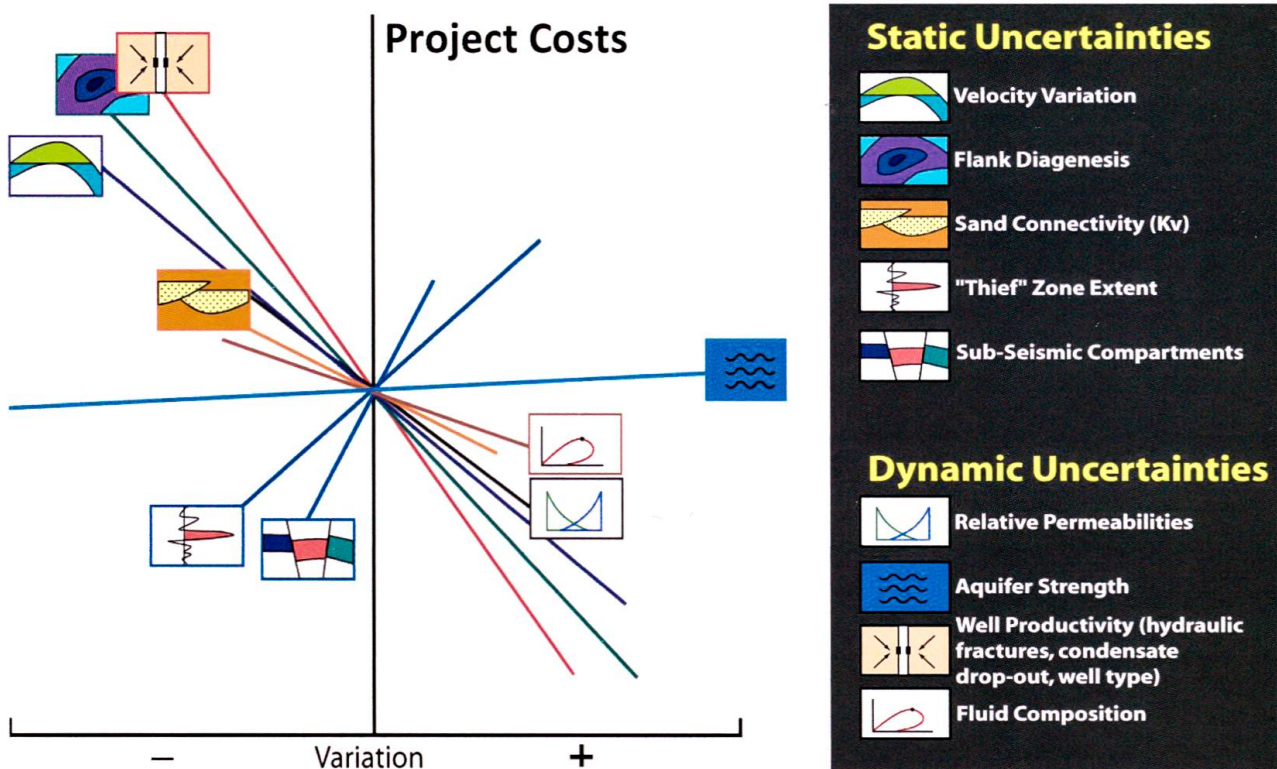 Project Costs
− Variation +
Static Uncertainties
Velocity Variation
Flank Diagenesis
Sand Connectivity (Kv)
"Thief" Zone Extent
Sub-Seismic Compartments
Dynamic Uncertainties
Relative Permeabilities
Aquifer Strength
Well Productivity (hydraulic
fractures, condensate
drop-out, well type)
Fluid Composition